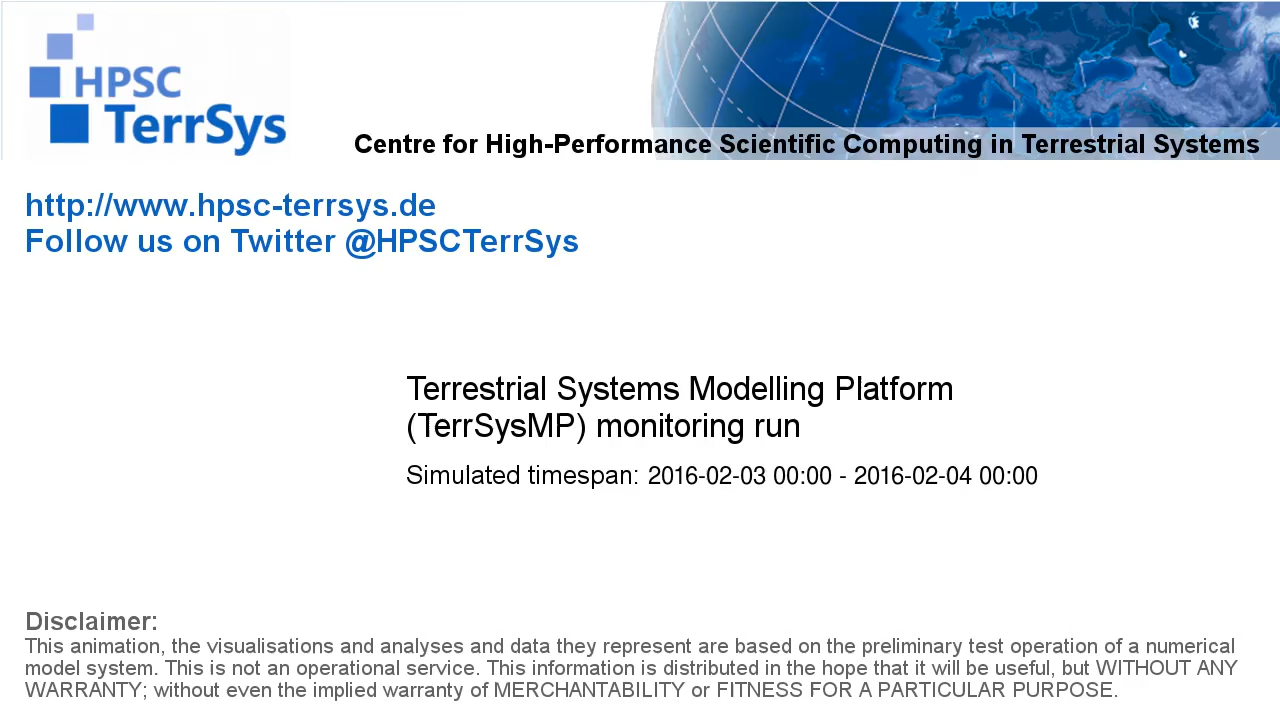 HPSC
TerrSys
Centre for High-Performance Scientific Computing in Terrestrial Systems
http://www.hpsc-terrsys.de
Follow us on Twitter @HPSCTerrSys
Terrestrial Systems Modelling Platform
(TerrSysMP) monitoring run
Simulated timespan: 2016-02-03 00:00 - 2016-02-04 00:00
Disclaimer:
This animation, the visualisations and analyses and data they represent are based on the preliminary test operation of a numerical
model system. This is not an operational service. This information is distributed in the hope that it will be useful, but WITHOUT ANY
WARRANTY; without even the implied warranty of MERCHANTABILITY or FITNESS FOR A PARTICULAR PURPOSE.